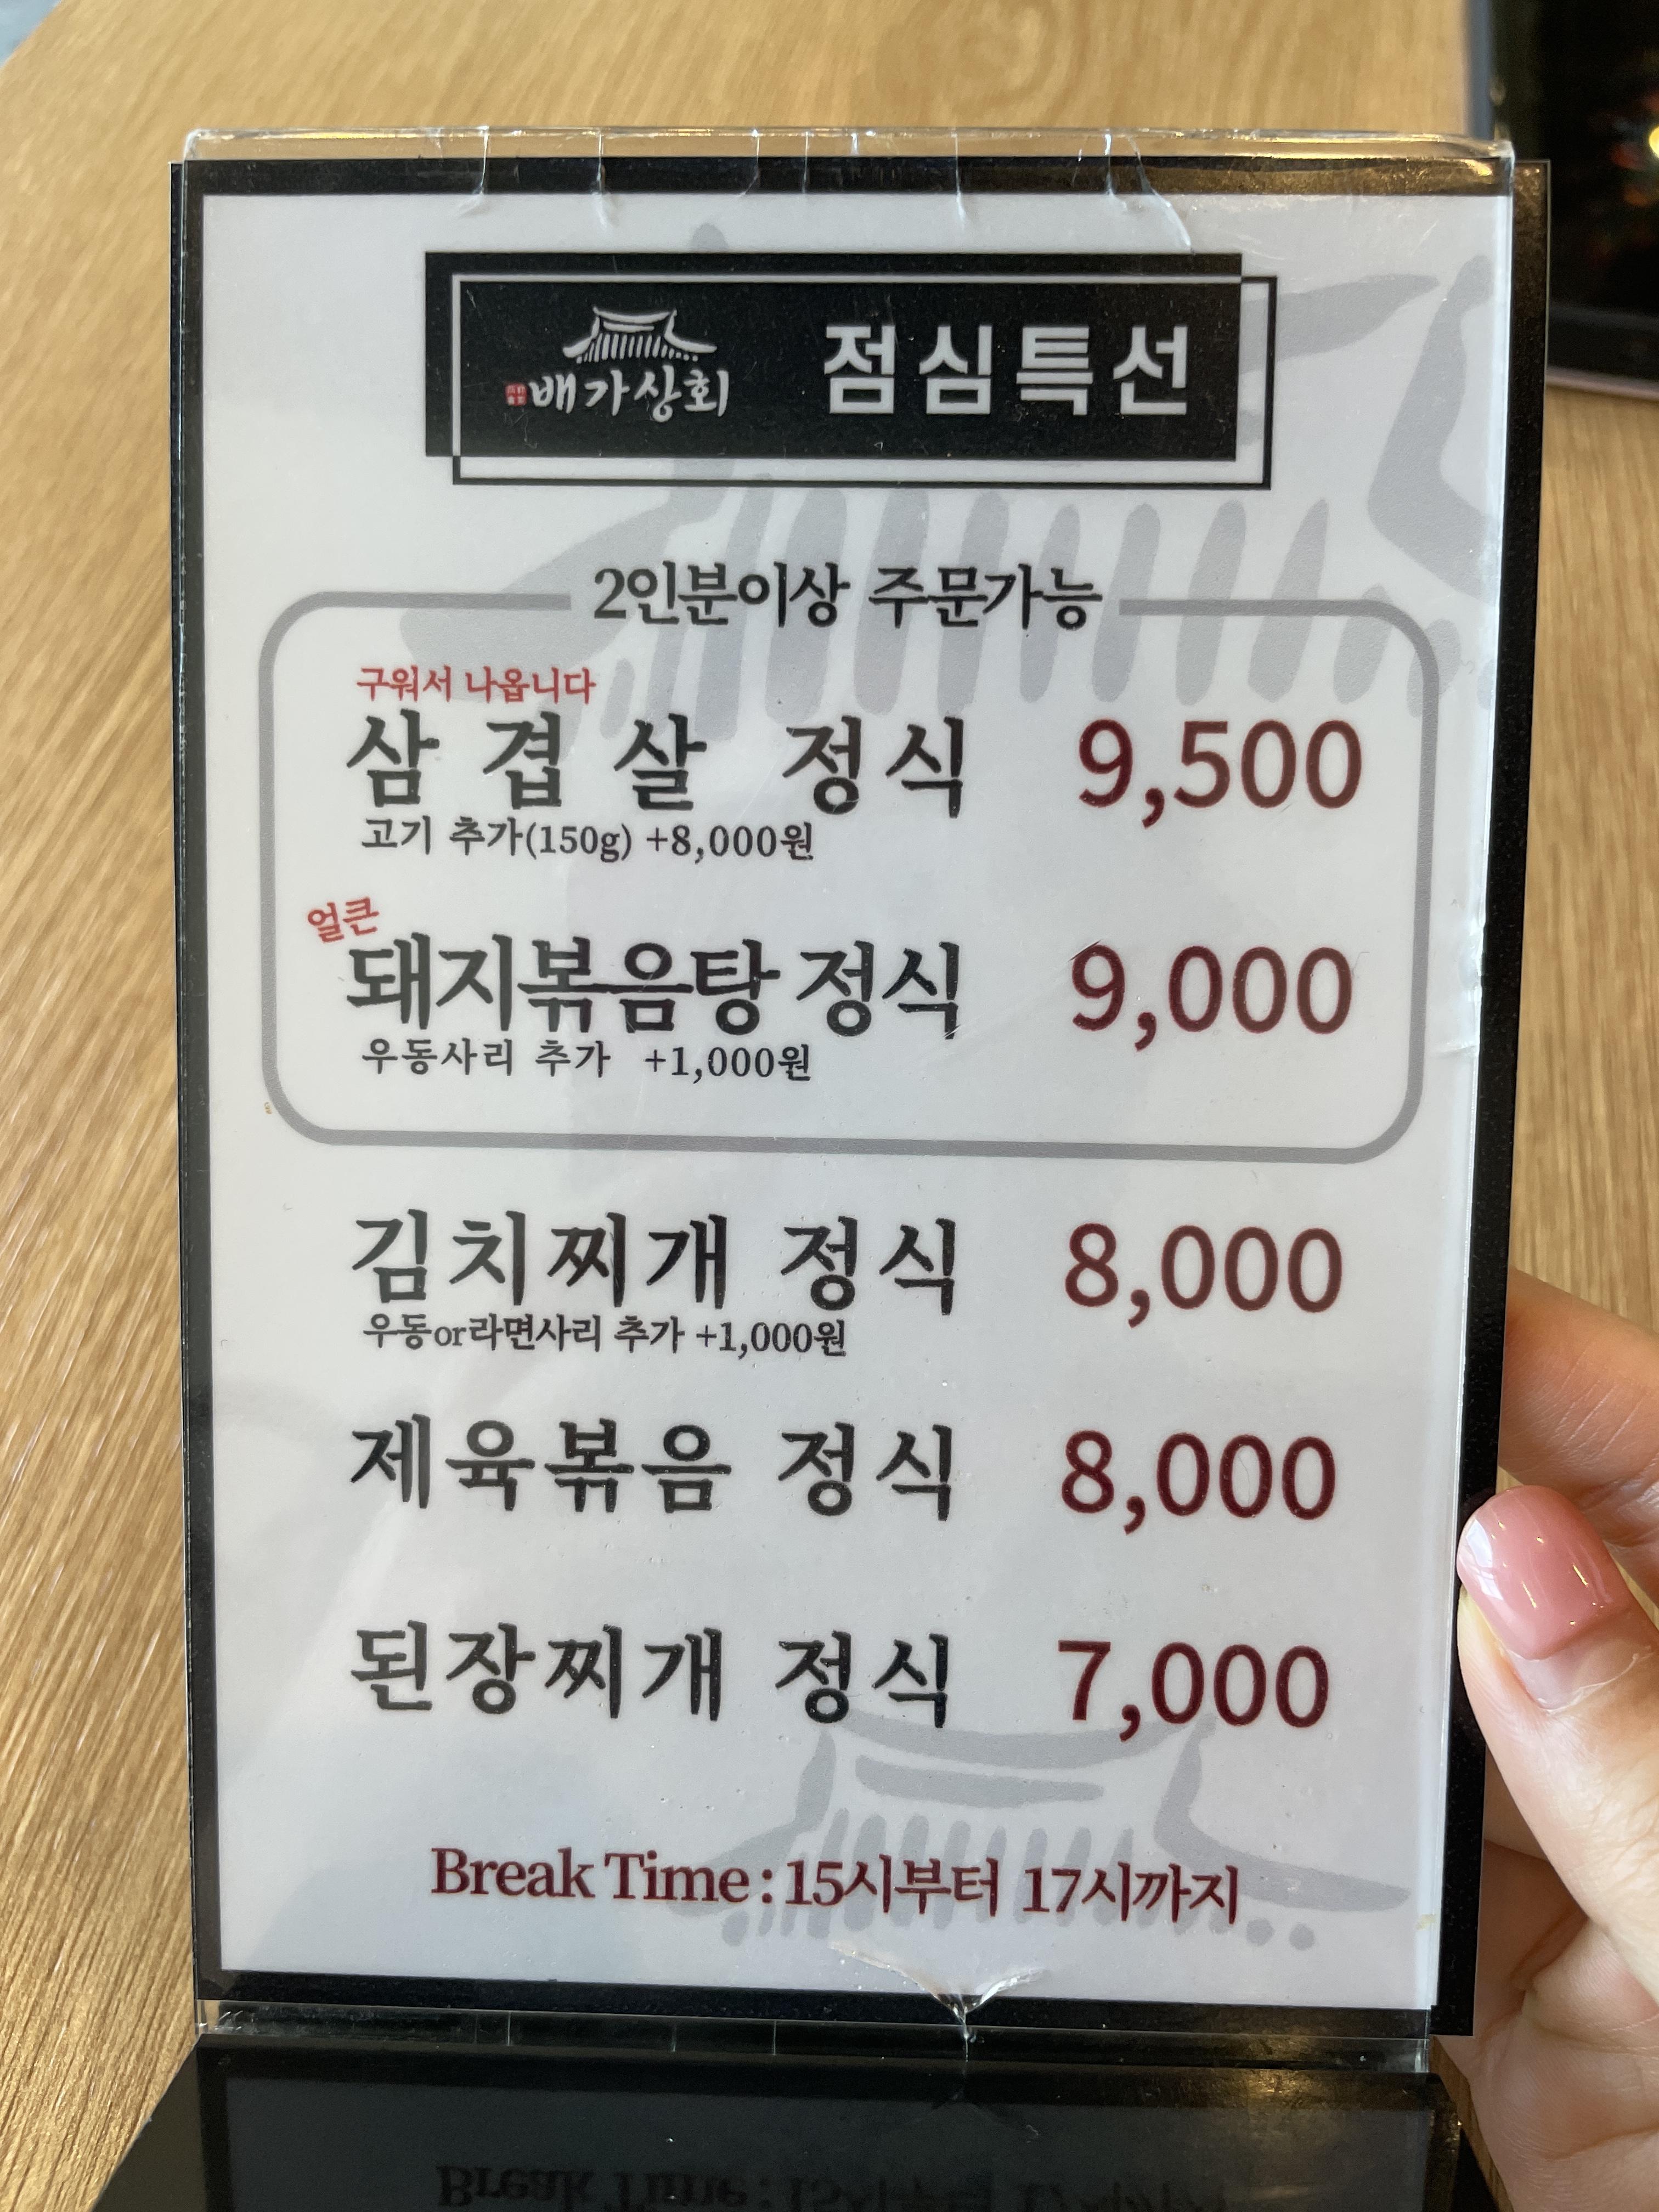 배가상회 점심특선
2인분이상 주문가능
구워서 나옵니다
삼겹살 정식 9,500
고기 추가(150g) +8,000원
얼큰
돼지볶음탕 정식 9,000
우동사리 추가 +1,000원
김치찌개 정식 8,000
우동or라면사리 추가 +1,000원
제육볶음 정식 8,000
된장찌개 정식 7,000
Break Time : 15시부터 17시까지